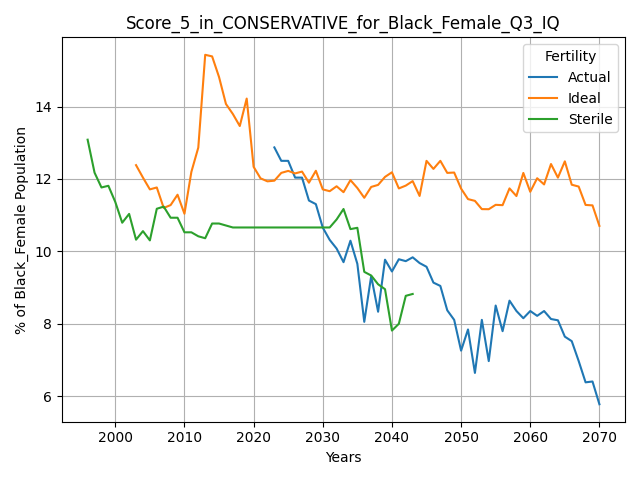 Score_5_in_CONSERVATIVE_for_Black_Female_Q3_IQ
Fertility
Actual
Ideal
Sterile
% of Black_Female Population
14
12
10
8
6
2000 2010 2020 2030 2040 2050 2060 2070
Years